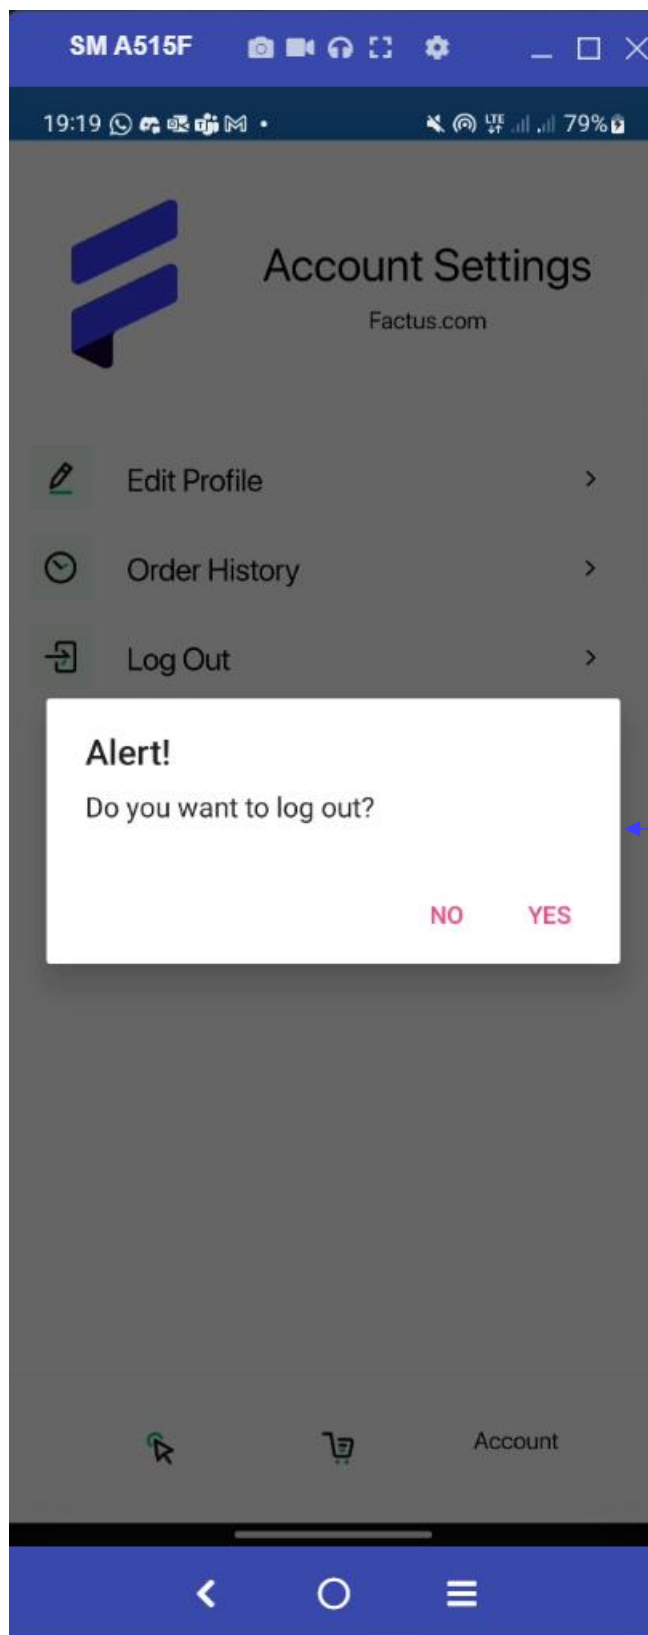 SM A515F
19:19 LTE 79%
Account Settings
Factus.com
Edit Profile
Order History
Log Out
Alert!
Do you want to log out?
NO YES
Account